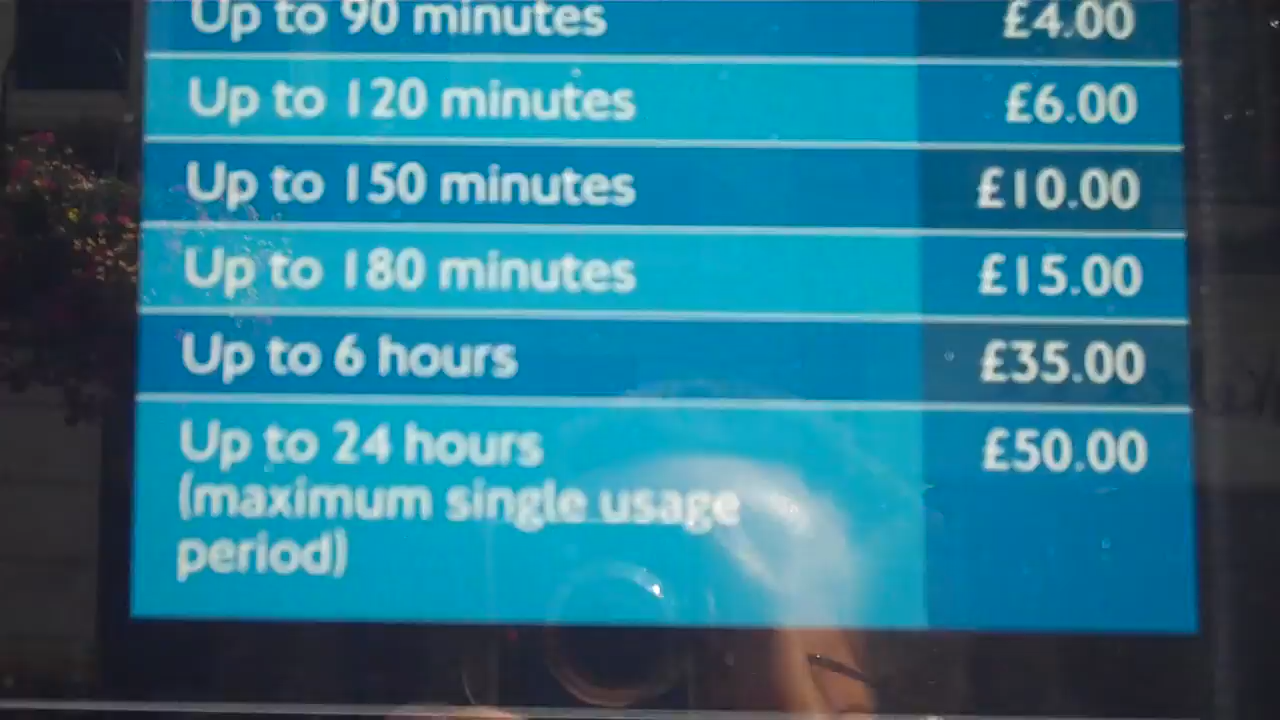 Up to 90 minutes £4.00
Up to 120 minutes £6.00
Up to 150 minutes £10.00
Up to 180 minutes £15.00
Up to 6 hours £35.00
Up to 24 hours £50.00
(maximum single usage
period)